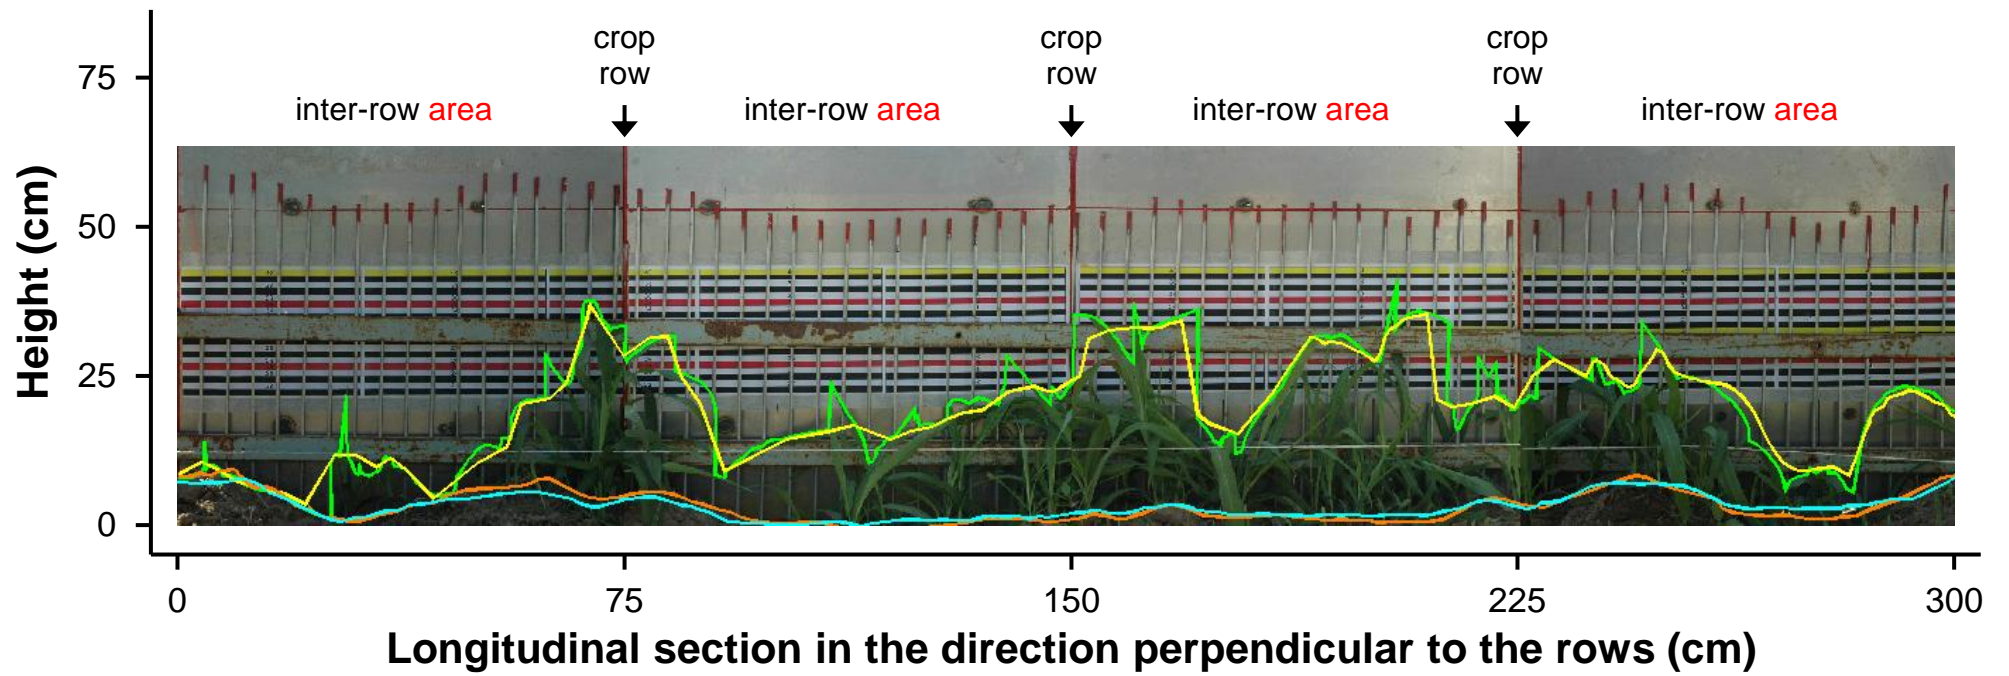 crop crop crop
row row row
75
inter-row area inter-row area inter-row area inter-row area
50
25
0
Height (cm)
0 75 150 225 300
Longitudinal section in the direction perpendicular to the rows (cm)